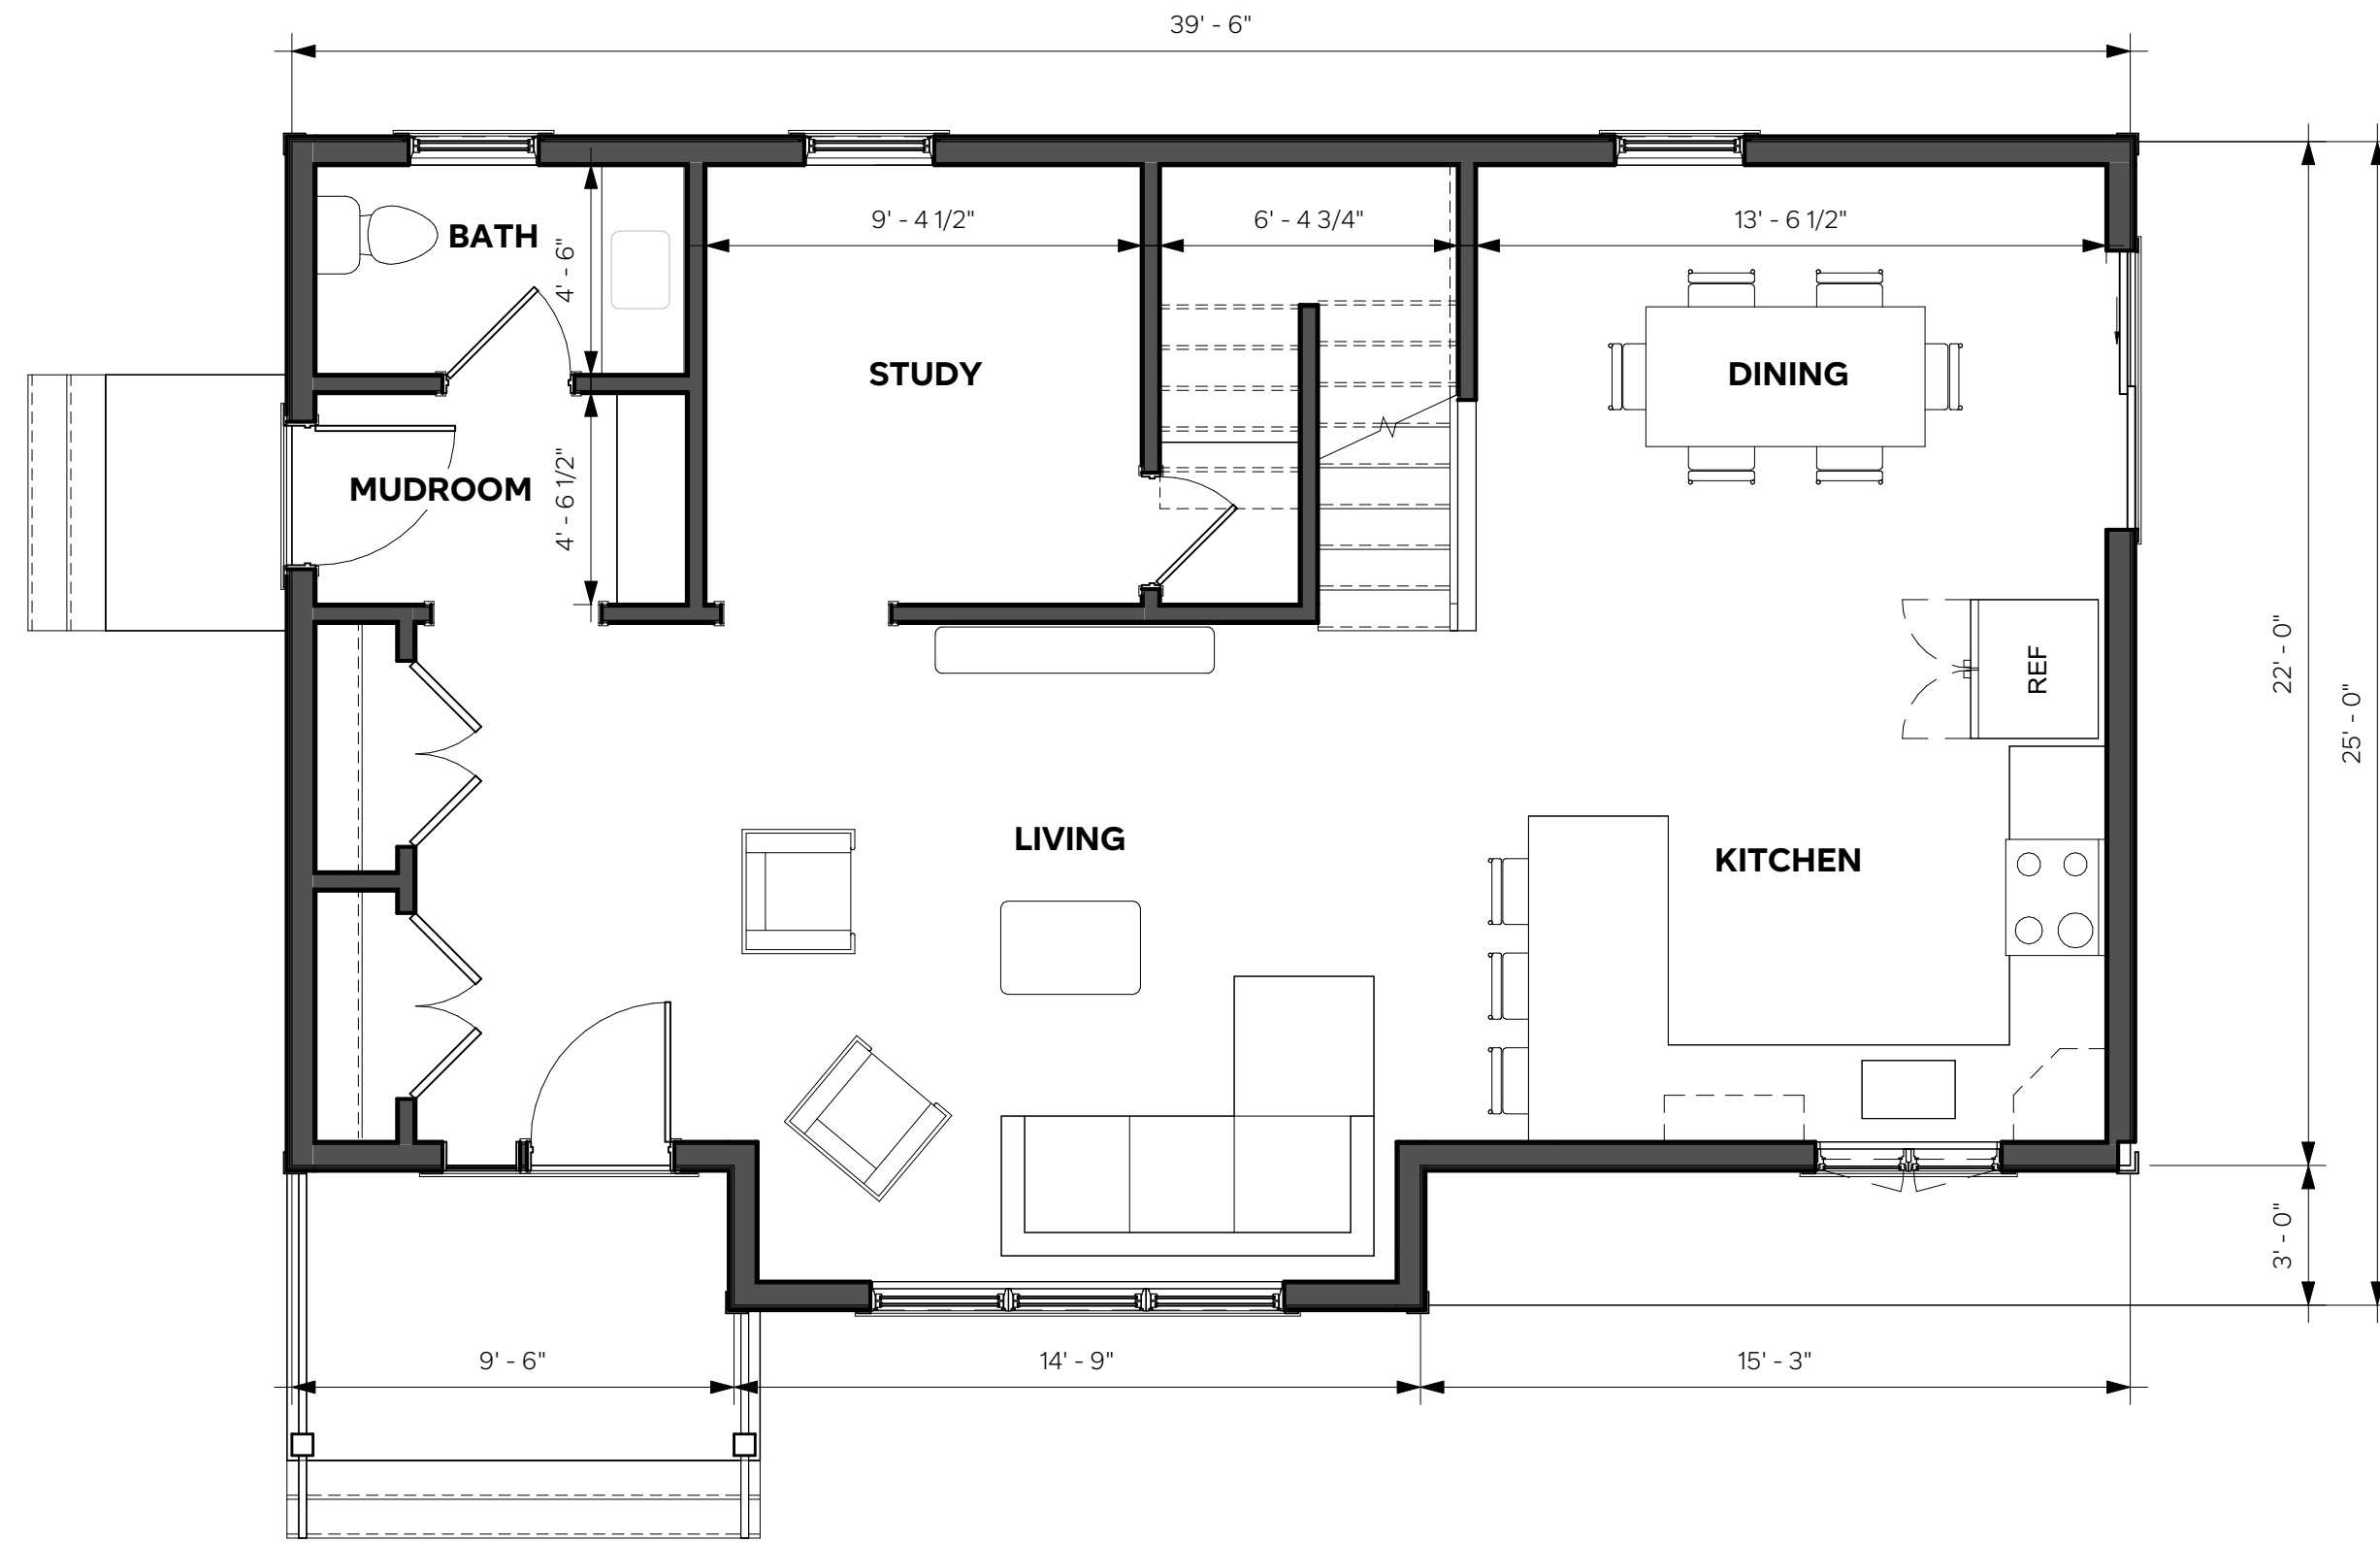 39' - 6"
9' - 4 1/2"
6' - 4 3/4"
13' - 6 1/2"
BATH
4' - 6"
STUDY
DINING
MUDROOM
4' - 6 1/2"
22' - 0"
25' - 0"
REF
LIVING
KITCHEN
3' - 0"
9' - 6"
14' - 9"
15' - 3"